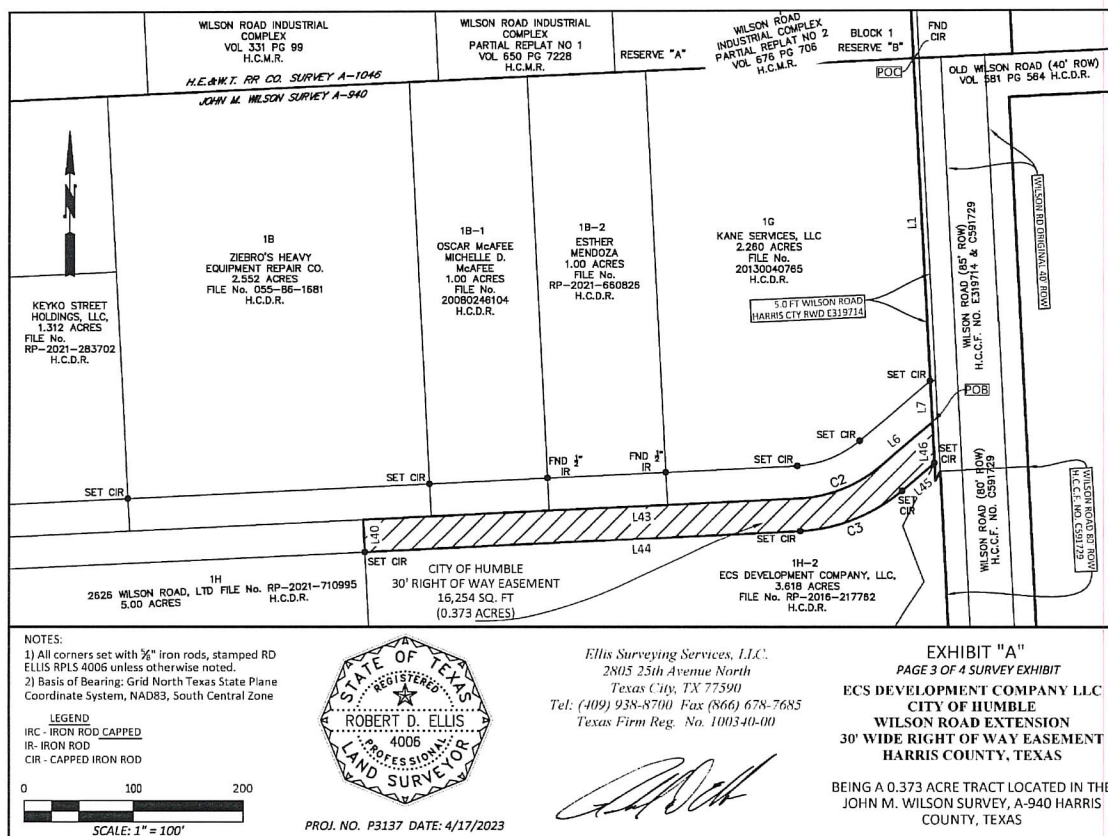 WILSON ROAD INDUSTRIAL
COMPLEX
VOL 331 PG 99
H.C.M.R.
WILSON ROAD INDUSTRIAL
COMPLEX
PARTIAL REPLAT NO 1
VOL 650 PG 7228
H.C.M.R.
RESERVE "A"
WILSON ROAD
INDUSTRIAL COMPLEX
PARTIAL REPLAT NO 2
VOL 676 PG 706
H.C.M.R.
BLOCK 1
RESERVE "B"
FND
CIR
POC
OLD WILSON ROAD (40' ROW)
VOL 581 PG 564 H.C.D.R.
H.E.&W.T. RR CO. SURVEY A-1046
JOHN M. WILSON SURVEY A-940
N
1B
ZIEBRO'S HEAVY
EQUIPMENT REPAIR CO.
2.552 ACRES
FILE No. 055-86-1681
H.C.D.R.
1B-1
OSCAR McAFEE
MICHELLE D.
McAFEE
1.00 ACRES
FILE No.
20080246104
H.C.D.R.
1B-2
ESTHER
MENDOZA
1.00 ACRES
FILE No.
RP-2021-660826
H.C.D.R.
1G
KANE SERVICES, LLC
2.260 ACRES
FILE No.
20130040765
H.C.D.R.
L1
5.0 FT WILSON ROAD
HARRIS CTY RWD E319714
WILSON ROAD (85' ROW)
H.C.C.F. NO. E319714 & C591729
WILSON RD ORIGINAL 40' ROW
KEYKO STREET
HOLDINGS, LLC,
1.312 ACRES
FILE No.
RP-2021-283702
H.C.D.R.
SET CIR
POB
L7
SET CIR
L6
L46
SET
CIR
FND ½"
IR
FND ½"
IR
SET CIR
SET CIR
SET CIR
C2
L45
SET
CIR
C3
L40
L43
L44
SET CIR
SET CIR
WILSON ROAD (80' ROW)
H.C.C.F. NO. C591729
WILSON ROAD 80' ROW
H.C.C.F. NO. C591729
1H
2626 WILSON ROAD, LTD FILE No. RP-2021-710995
5.00 ACRES H.C.D.R.
CITY OF HUMBLE
30' RIGHT OF WAY EASEMENT
16,254 SQ. FT
(0.373 ACRES)
1H-2
ECS DEVELOPMENT COMPANY, LLC,
3.618 ACRES
FILE No. RP-2016-217762
H.C.D.R.
NOTES:
1) All corners set with ⅝" iron rods, stamped RD
ELLIS RPLS 4006 unless otherwise noted.
2) Basis of Bearing: Grid North Texas State Plane
Coordinate System, NAD83, South Central Zone
LEGEND
IRC - IRON ROD CAPPED
IR- IRON ROD
CIR - CAPPED IRON ROD
0 100 200
SCALE: 1" = 100'
STATE OF TEXAS
REGISTERED
ROBERT D. ELLIS
4006
PROFESSIONAL
LAND SURVEYOR
PROJ. NO. P3137 DATE: 4/17/2023
Ellis Surveying Services, LLC.
2805 25th Avenue North
Texas City, TX 77590
Tel: (409) 938-8700 Fax (866) 678-7685
Texas Firm Reg. No. 100340-00
EXHIBIT "A"
PAGE 3 OF 4 SURVEY EXHIBIT
ECS DEVELOPMENT COMPANY LLC
CITY OF HUMBLE
WILSON ROAD EXTENSION
30' WIDE RIGHT OF WAY EASEMENT
HARRIS COUNTY, TEXAS
BEING A 0.373 ACRE TRACT LOCATED IN THE
JOHN M. WILSON SURVEY, A-940 HARRIS
COUNTY, TEXAS